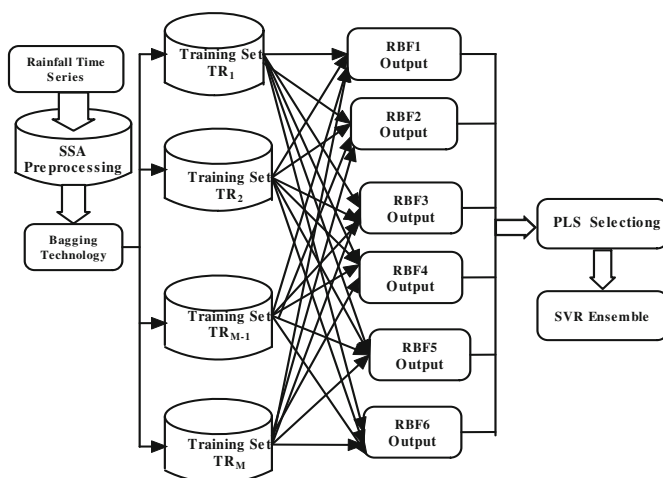 Rainfall Time
Series
SSA
Preprocessing
Bagging
Technology
Training Set
TR1
Training Set
TR2
Training Set
TRM-1
Training Set
TRM
RBF1
Output
RBF2
Output
RBF3
Output
RBF4
Output
RBF5
Output
RBF6
Output
PLS Selectiong
SVR Ensemble